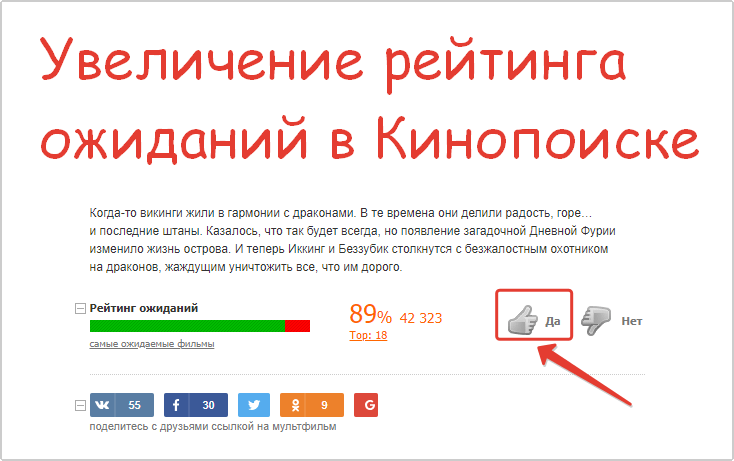 Увеличение рейтинга
ожиданий в Кинопоиске
Когда-то викинги жили в гармонии с драконами. В те времена они делили радость, горе…
и последние штаны. Казалось, что так будет всегда, но появление загадочной Дневной Фурии
изменило жизнь острова. И теперь Иккинг и Беззубик столкнутся с безжалостным охотником
на драконов, жаждущим уничтожить все, что им дорого.
Рейтинг ожиданий
89% 42 323
Да
Нет
самые ожидаемые фильмы
Top: 18
55
30
9
поделитесь с друзьями ссылкой на мультфильм